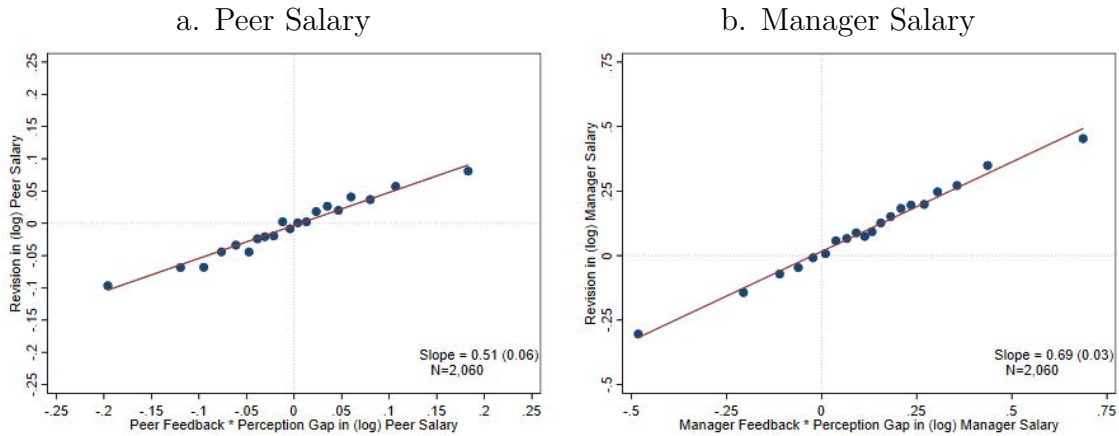 a. Peer Salary
Revision in (log) Peer Salary
.25
.2
.15
.1
.05
0
-.05
-.1
-.15
-.2
-.25
Slope = 0.51 (0.06)
N=2,060
-.25 -.2 -.15 -.1 -.05 0 .05 .1 .15 .2 .25
Peer Feedback * Perception Gap in (log) Peer Salary
b. Manager Salary
Revision in (log) Manager Salary
.75
.5
.25
0
-.25
-.5
Slope = 0.69 (0.03)
N=2,060
-.5 -.25 0 .25 .5 .75
Manager Feedback * Perception Gap in (log) Manager Salary